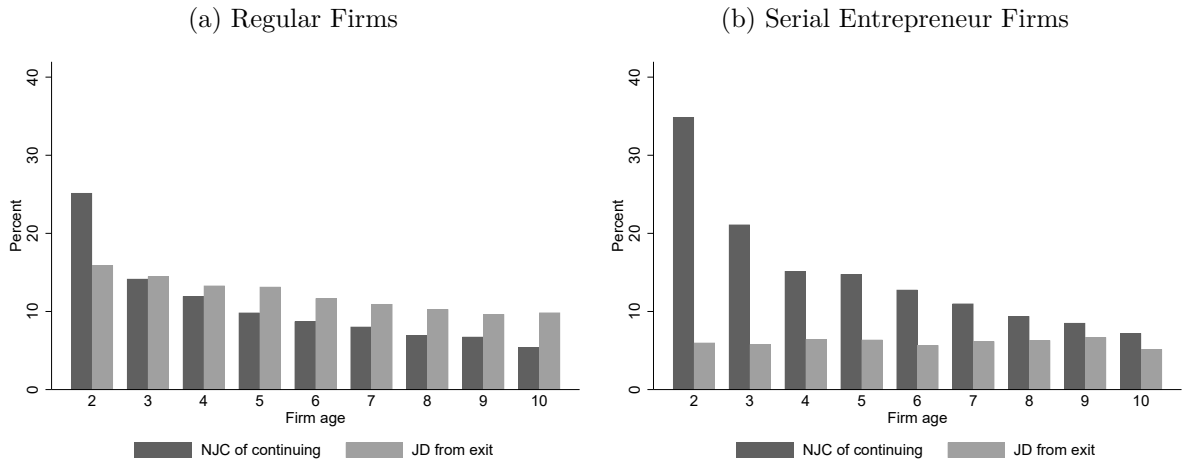 (a) Regular Firms
40
30
20
10
0
Percent
2 3 4 5 6 7 8 9 10
Firm age
NJC of continuing JD from exit
(b) Serial Entrepreneur Firms
40
30
20
10
0
Percent
2 3 4 5 6 7 8 9 10
Firm age
NJC of continuing JD from exit